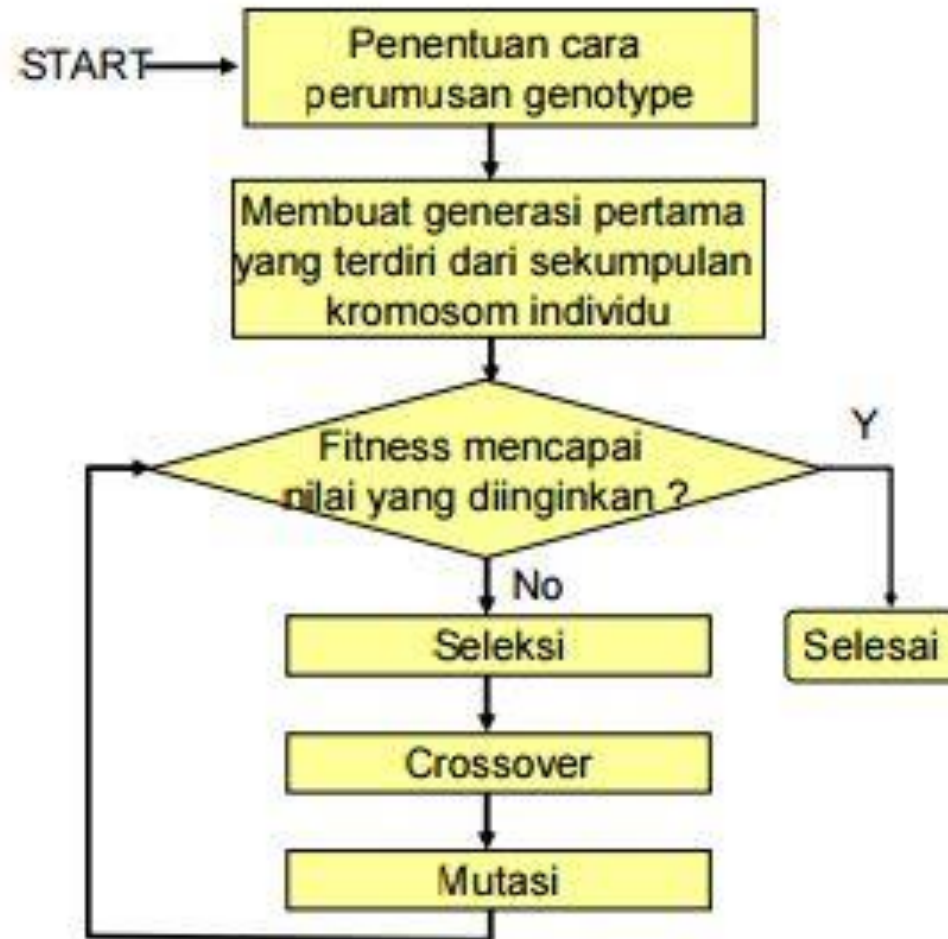 START
Penentuan cara
perumusan genotype
Membuat generasi pertama
yang terdiri dari sekumpulan
kromosom individu
Fitness mencapai
nilai yang diinginkan ?
Y
No
Seleksi
Selesai
Crossover
Mutasi